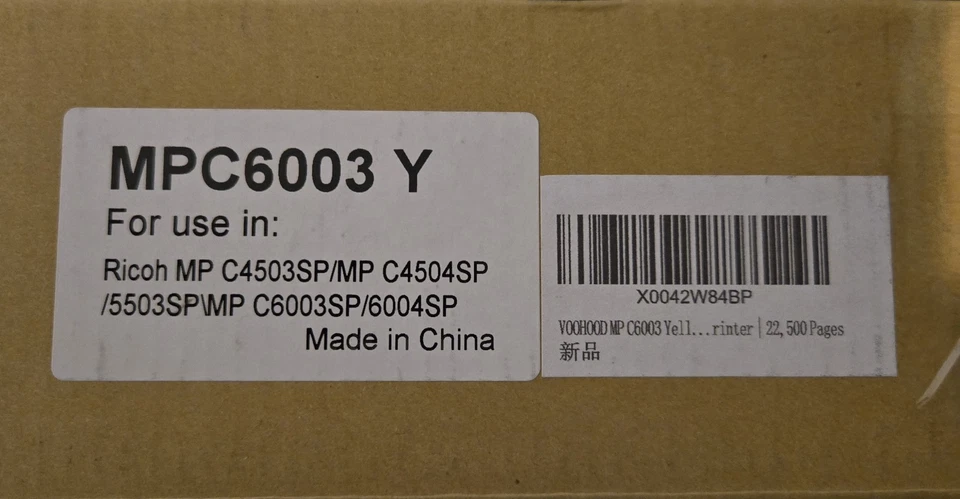 MPC6003 Y
For use in:
Ricoh MP C4503SP/MP C4504SP
/5503SP\MP C6003SP/6004SP
Made in China
X0042W84BP
VOOHOOD MP C6003 Yell...rinter | 22,500 Pages
新品